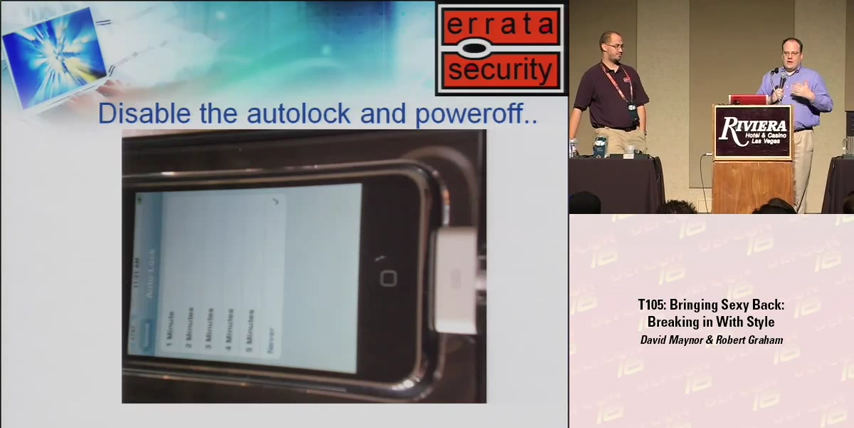 errata
security
Disable the autolock and poweroff..
Auto-Lock
1 Minute
2 Minutes
3 Minutes
4 Minutes
5 Minutes
Never
RIVIERA
Hotel & Casino
Las Vegas
T105: Bringing Sexy Back:
Breaking in With Style
David Maynor & Robert Graham